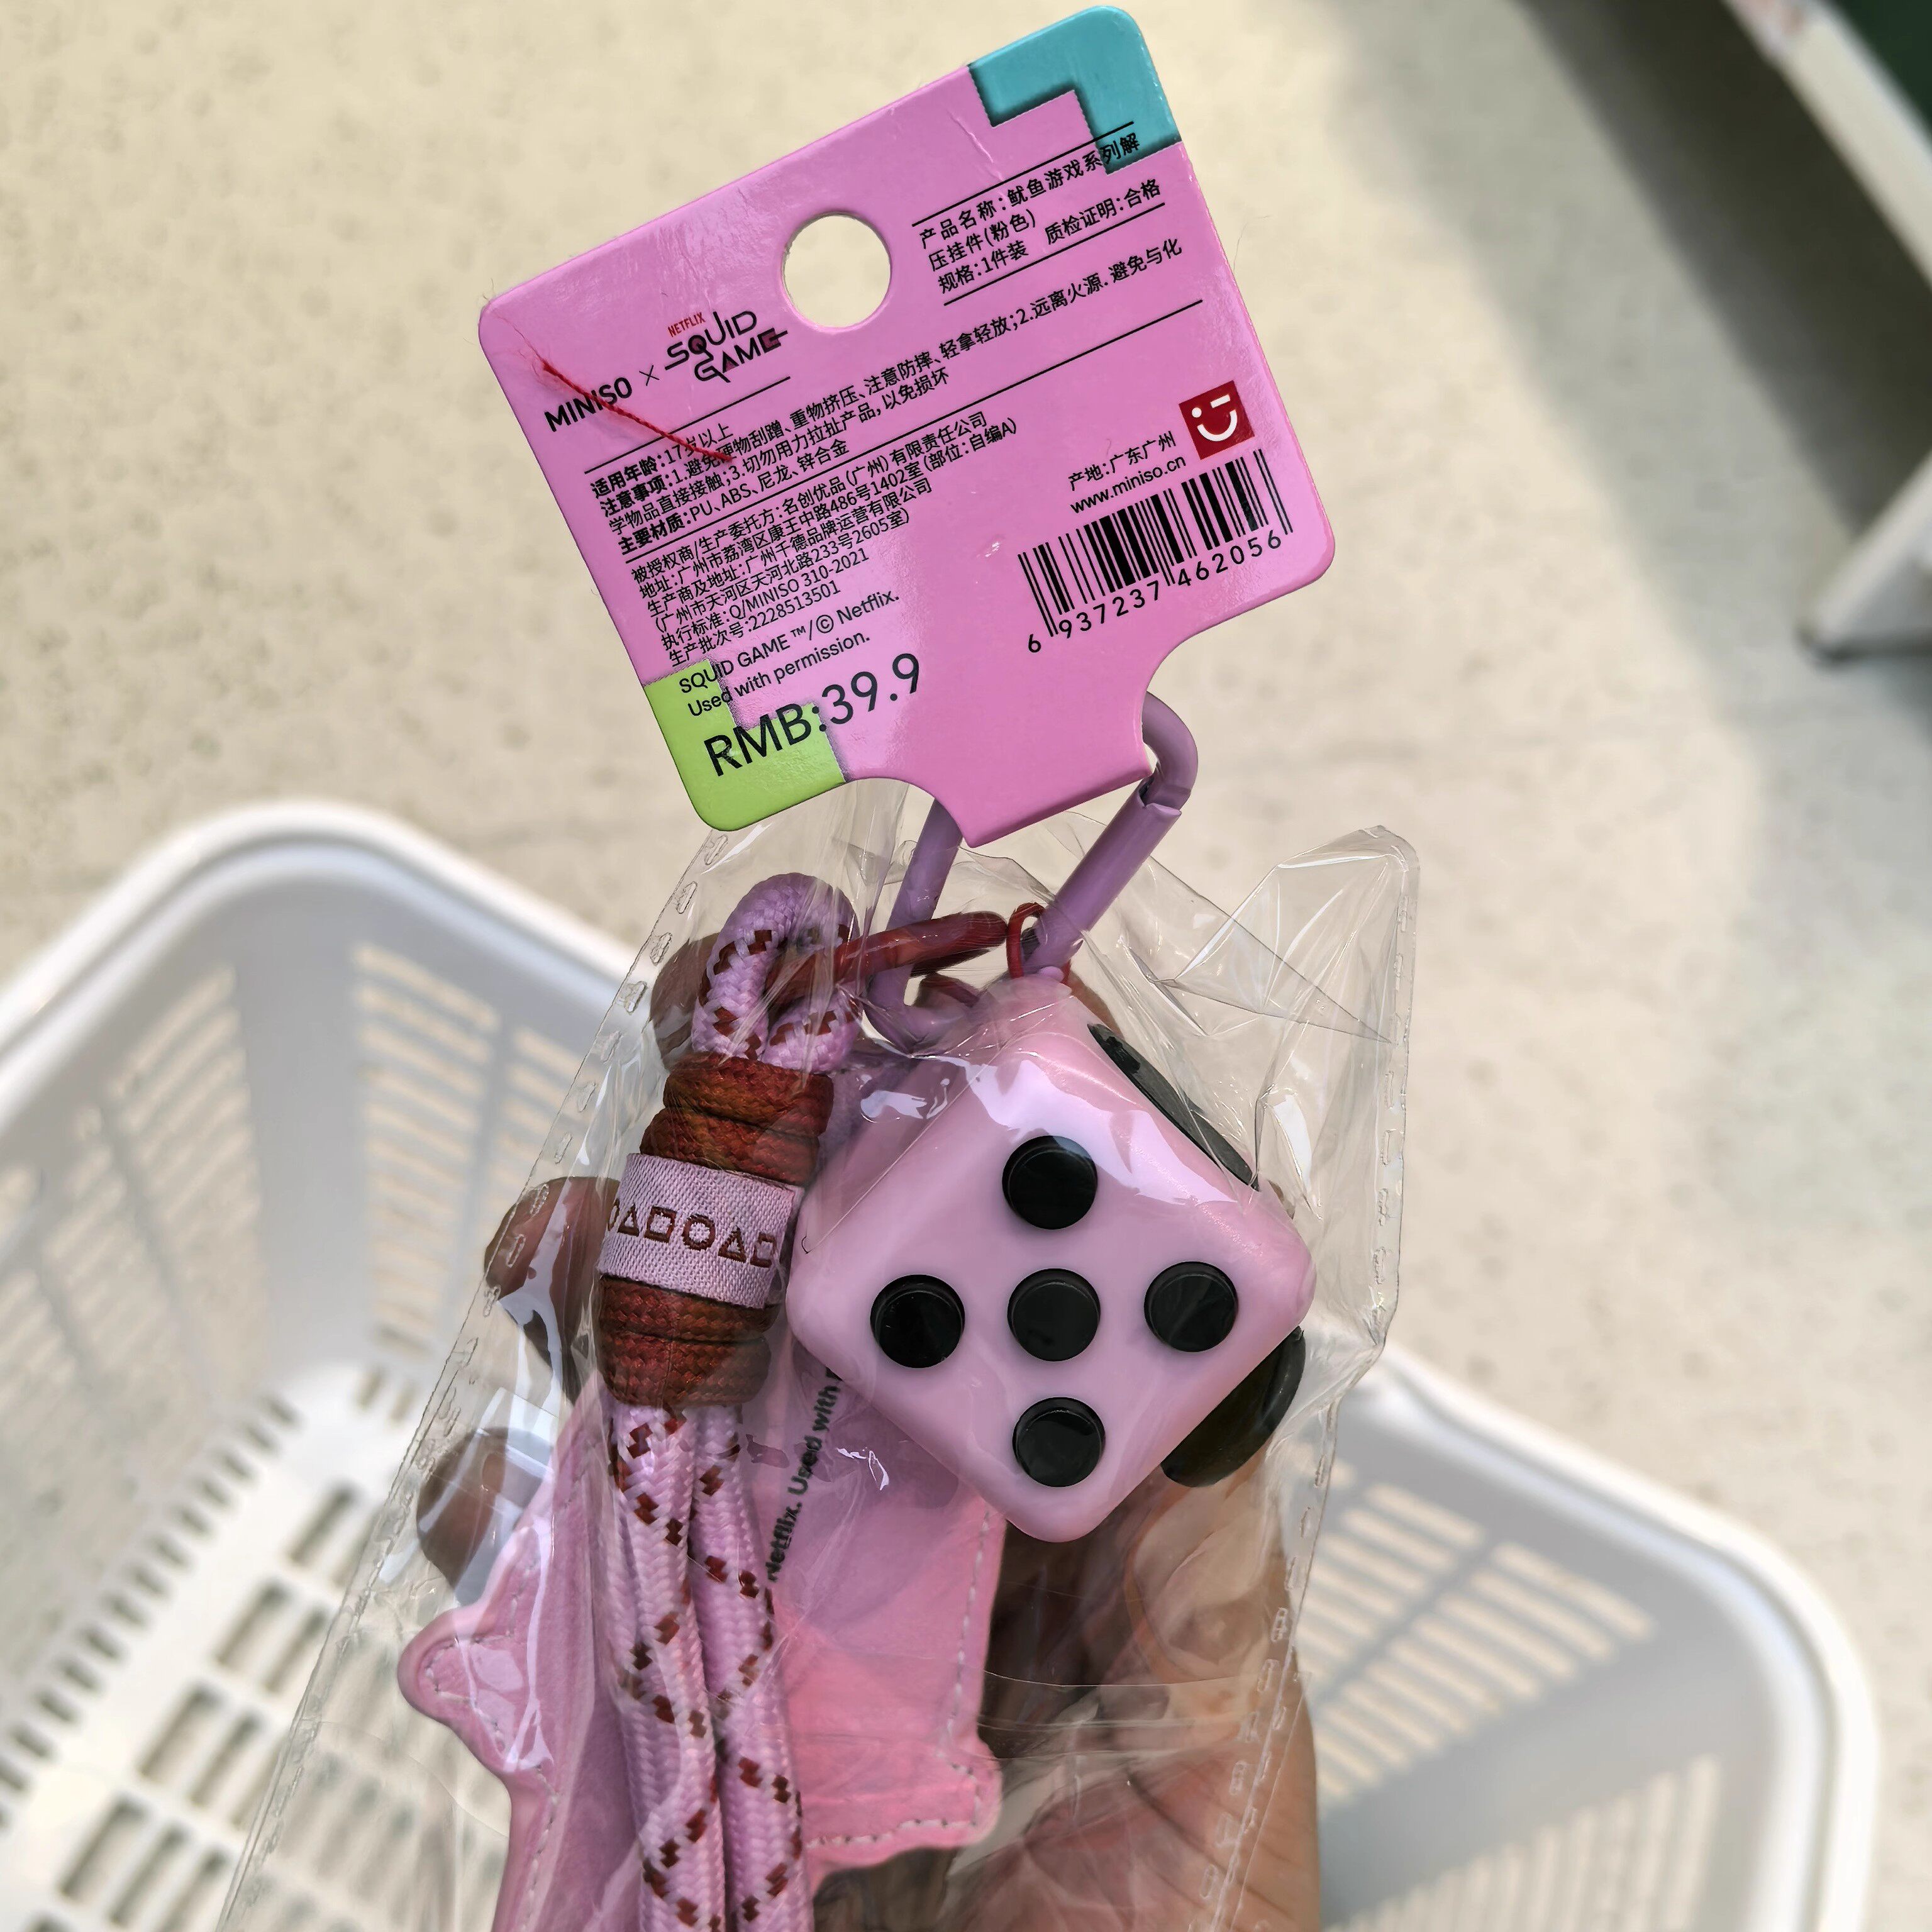 产品名称:鱿鱼游戏系列解
压挂件(粉色)
规格:1件装 质检证明:合格
MINISO × NETFLIX SQUID GAME
适用年龄:17岁以上
注意事项:1.避免硬物刮蹭、重物挤压、注意防摔、轻拿轻放;2.远离火源.避免与化
学物品直接接触;3.切勿用力拉扯产品,以免损坏
主要材质:PU、ABS、尼龙、锌合金
被授权商/生产委托方:名创优品(广州)有限责任公司
地址:广州市荔湾区康王中路486号1402室(部位:自编A)
生产商及地址:广州千德品牌运营有限公司
(广州市天河区天河北路233号2605室)
执行标准:Q/MINISO 310-2021
生产批次号:2228513501
SQUID GAME ™/© Netflix.
Used with permission.
RMB:39.9
产地:广东广州
www.miniso.cn
6 937237 462056
Netflix. Used with